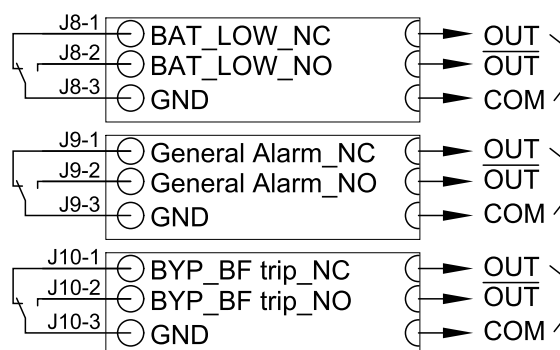 J8-1 BAT_LOW_NC OUT
J8-2 BAT_LOW_NO OUT
J8-3 GND COM
J9-1 General Alarm_NC OUT
J9-2 General Alarm_NO OUT
J9-3 GND COM
J10-1 BYP_BF trip_NC OUT
J10-2 BYP_BF trip_NO OUT
J10-3 GND COM